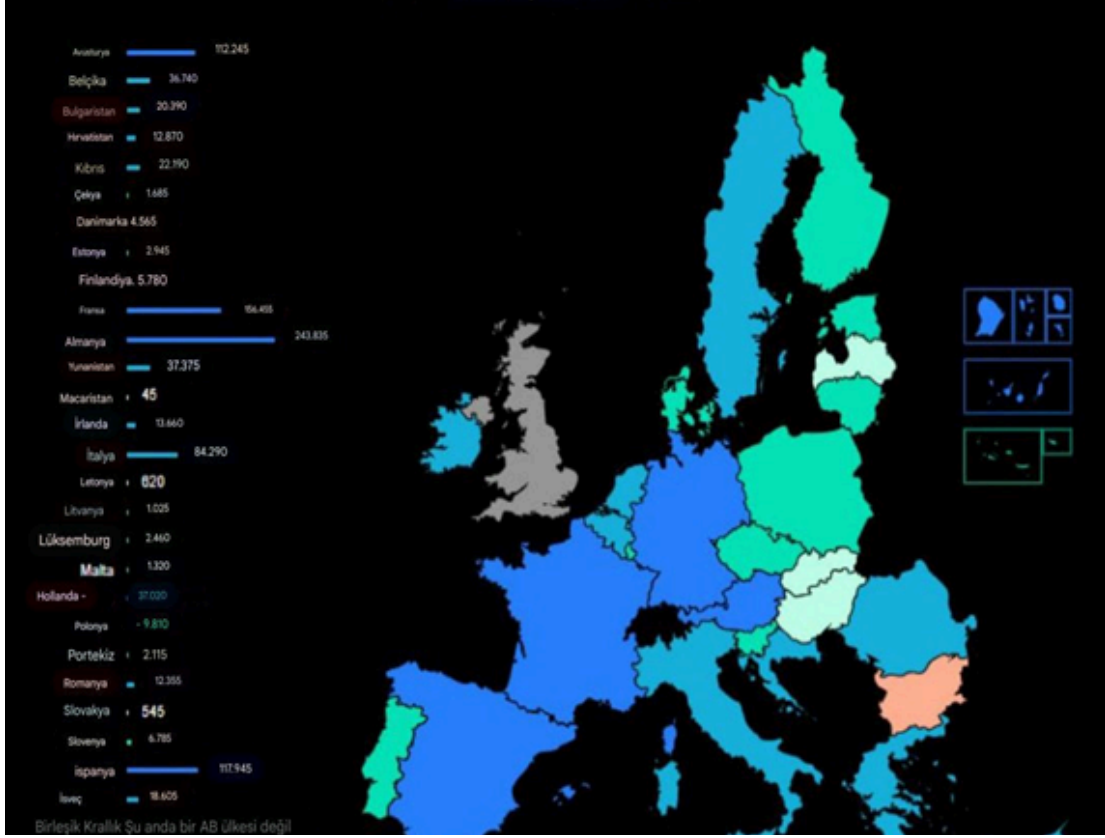 Avusturya 112.245
Belçika 36.740
Bulgaristan 20.390
Hırvatistan 12.870
Kıbrıs 22.190
Çekya 1.685
Danimarka 4.565
Estonya 2.945
Finlandiya. 5.780
Fransa 156.455
Almanya 243.835
Yunanistan 37.375
Macaristan 45
İrlanda 13.660
İtalya 84.290
Letonya 620
Litvanya 1.025
Lüksemburg 2.460
Malta 1.320
Hollanda - 37.020
Polonya - 9.810
Portekiz 2.115
Romanya 12.355
Slovakya 545
Slovenya 6.785
ispanya 117.945
İsveç 18.605
Birleşik Krallık Şu anda bir AB ülkesi değil